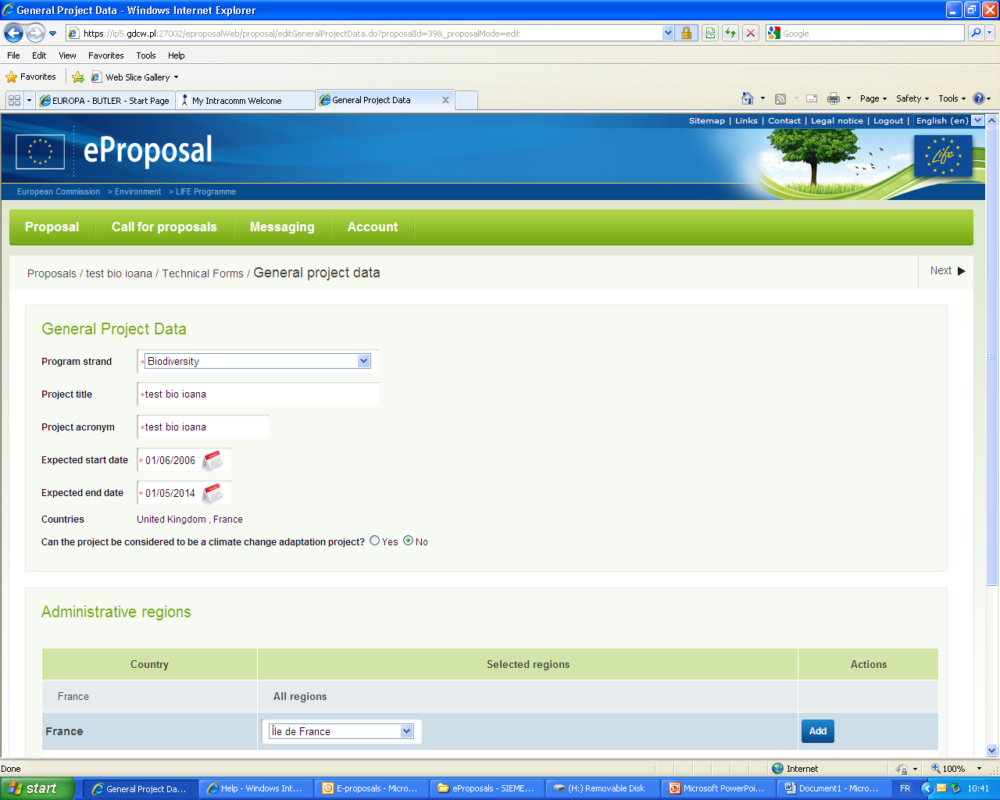 General Project Data - Windows Internet Explorer
https://ip5.gdcw.pl:27002/eproposalWeb/proposal/editGeneralProjectData.do?proposalId=39&_proposalMode=edit
Google
File Edit View Favorites Tools Help
Favorites Web Slice Gallery
EUROPA - BUTLER - Start Page My Intracomm Welcome General Project Data Page Safety Tools
Sitemap | Links | Contact | Legal notice | Logout | English (en)
eProposal
Life
European Commission > Environment > LIFE Programme
Proposal Call for proposals Messaging Account
Proposals / test bio ioana / Technical Forms / General project data Next
General Project Data
Program strand * Biodiversity
Project title * test bio ioana
Project acronym * test bio ioana
Expected start date * 01/06/2006
Expected end date * 01/05/2014
Countries United Kingdom , France
Can the project be considered to be a climate change adaptation project? Yes No
Administrative regions
Country Selected regions Actions
France All regions
France Île de France Add
Done Internet 100%
start General Project Da... Help - Windows Int... E-proposals - Micro... eProposals - SIEME... (H:) Removable Disk Microsoft PowerPoi... Document1 - Micro... FR 10:41